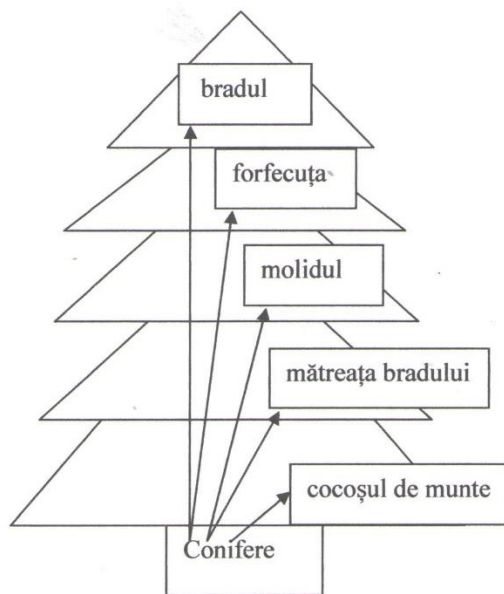 bradul
forfecuța
molidul
mătreața bradului
cocoșul de munte
Conifere